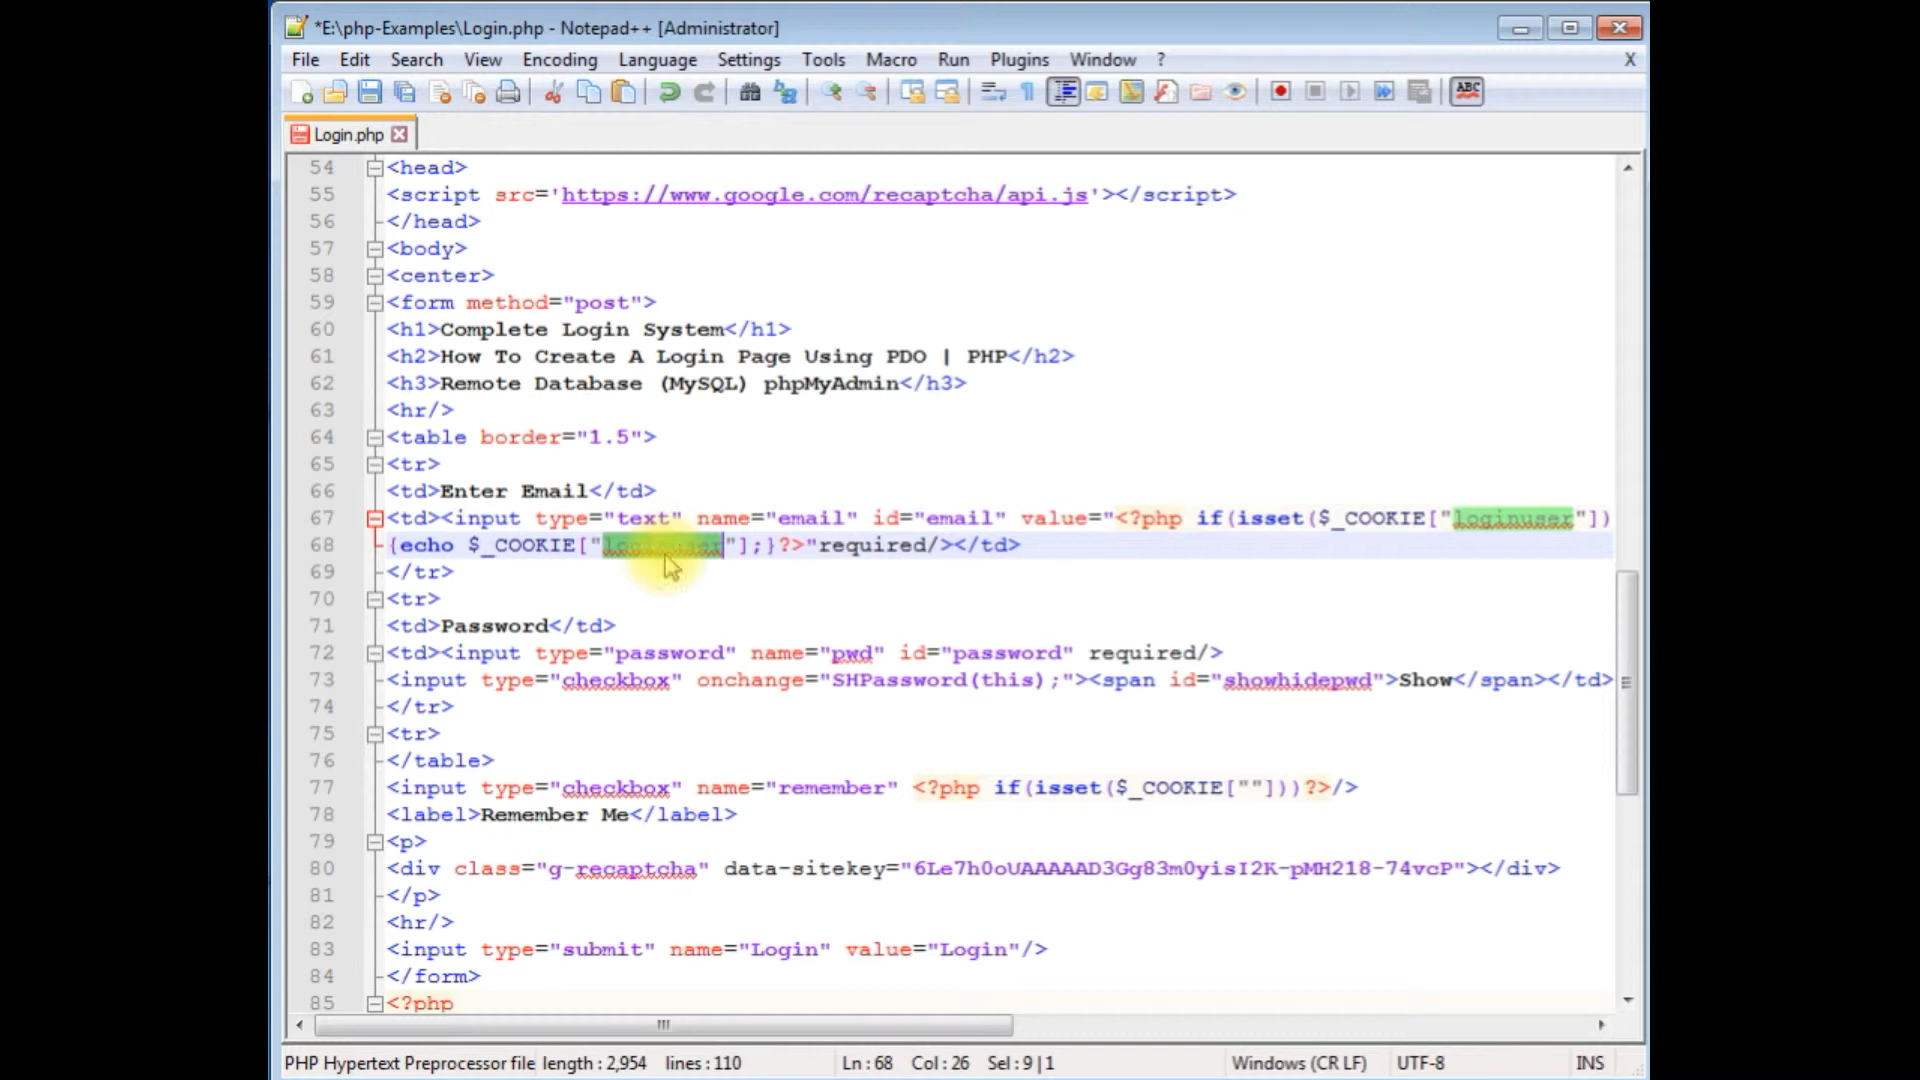 *E:\php-Examples\Login.php - Notepad++ [Administrator]
File Edit Search View Encoding Language Settings Tools Macro Run Plugins Window ? X
ABC
Login.php
54 <head>
55 <script src='https://www.google.com/recaptcha/api.js'></script>
56 </head>
57 <body>
58 <center>
59 <form method="post">
60 <h1>Complete Login System</h1>
61 <h2>How To Create A Login Page Using PDO | PHP</h2>
62 <h3>Remote Database (MySQL) phpMyAdmin</h3>
63 <hr/>
64 <table border="1.5">
65 <tr>
66 <td>Enter Email</td>
67 <td><input type="text" name="email" id="email" value="<?php if(isset($_COOKIE["loginuser"])
68 {echo $_COOKIE["loginuser"];}?>"required/></td>
69 </tr>
70 <tr>
71 <td>Password</td>
72 <td><input type="password" name="pwd" id="password" required/>
73 <input type="checkbox" onchange="SHPassword(this);"><span id="showhidepwd">Show</span></td>
74 </tr>
75 <tr>
76 </table>
77 <input type="checkbox" name="remember" <?php if(isset($_COOKIE[""]))?>/>
78 <label>Remember Me</label>
79 <p>
80 <div class="g-recaptcha" data-sitekey="6Le7h0oUAAAAAD3Gg83m0yisI2K-pMH218-74vcP"></div>
81 </p>
82 <hr/>
83 <input type="submit" name="Login" value="Login"/>
84 </form>
85 <?php
PHP Hypertext Preprocessor file length : 2,954 lines : 110 Ln : 68 Col : 26 Sel : 9 | 1 Windows (CR LF) UTF-8 INS